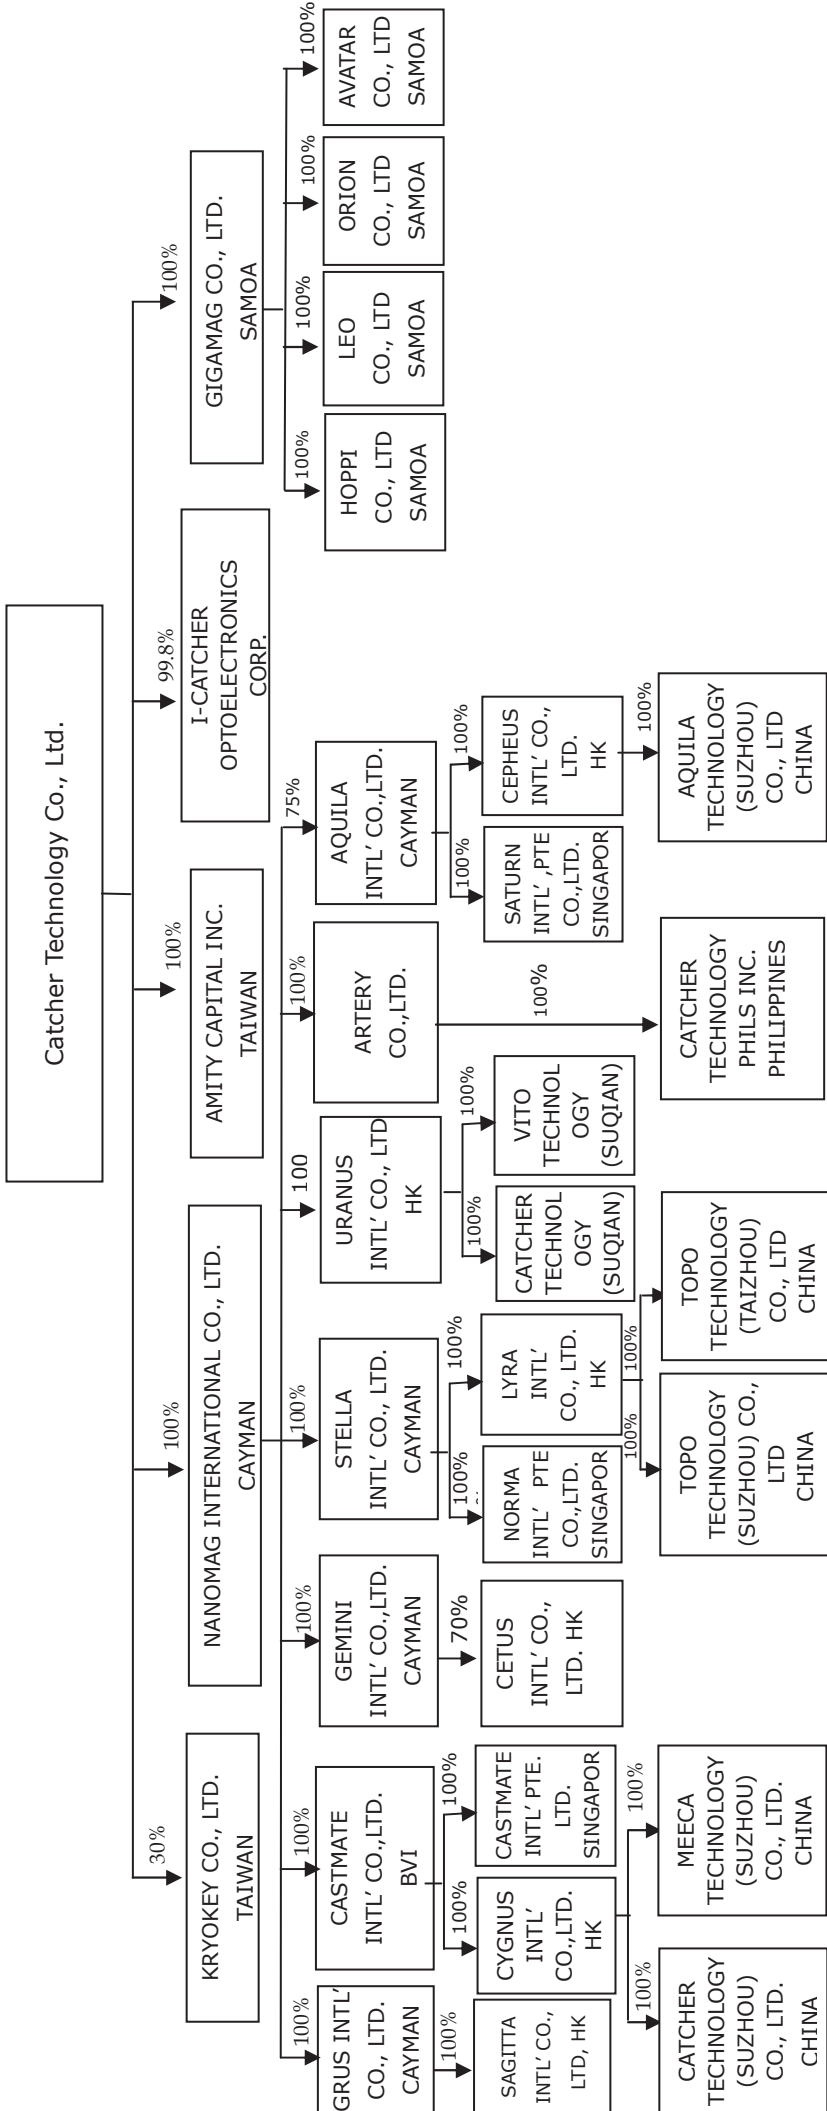 Catcher Technology Co., Ltd.
30%
100%
100%
99.8%
100%
KRYOKEY CO., LTD.
TAIWAN
NANOMAG INTERNATIONAL CO., LTD.
CAYMAN
AMITY CAPITAL INC.
TAIWAN
I-CATCHER
OPTOELECTRONICS
CORP.
GIGAMAG CO., LTD.
SAMOA
100%
100%
100%
100%
100
100%
75%
100%
100%
100%
100%
GRUS INTL'
CO., LTD.
CAYMAN
CASTMATE
INTL' CO.,LTD.
BVI
GEMINI
INTL' CO.,LTD.
CAYMAN
STELLA
INTL' CO., LTD.
CAYMAN
URANUS
INTL' CO., LTD
HK
ARTERY
CO.,LTD.
AQUILA
INTL' CO.,LTD.
CAYMAN
HOPPI
CO., LTD
SAMOA
LEO
CO., LTD
SAMOA
ORION
CO., LTD
SAMOA
AVATAR
CO., LTD
SAMOA
100%
100%
100%
70%
100%
100%
100%
100%
100%
100%
100%
SAGITTA
INTL' CO.,
LTD, HK
CYGNUS
INTL'
CO.,LTD.
HK
CASTMATE
INTL' PTE.
LTD.
SINGAPOR
CETUS
INTL' CO.,
LTD. HK
NORMA
INTL' PTE
CO.,LTD.
SINGAPOR
LYRA
INTL'
CO., LTD.
HK
CATCHER
TECHNOL
OGY
(SUQIAN)
VITO
TECHNOL
OGY
(SUQIAN)
SATURN
INTL' ,PTE
CO.,LTD.
SINGAPOR
CEPHEUS
INTL' CO.,
LTD.
HK
100%
100%
100%
100%
100%
CATCHER
TECHNOLOGY
(SUZHOU)
CO., LTD.
CHINA
MEECA
TECHNOLOGY
(SUZHOU)
CO., LTD.
CHINA
TOPO
TECHNOLOGY
(SUZHOU) CO.,
LTD
CHINA
TOPO
TECHNOLOGY
(TAIZHOU)
CO., LTD
CHINA
CATCHER
TECHNOLOGY
PHILS INC.
PHILIPPINES
AQUILA
TECHNOLOGY
(SUZHOU)
CO., LTD
CHINA